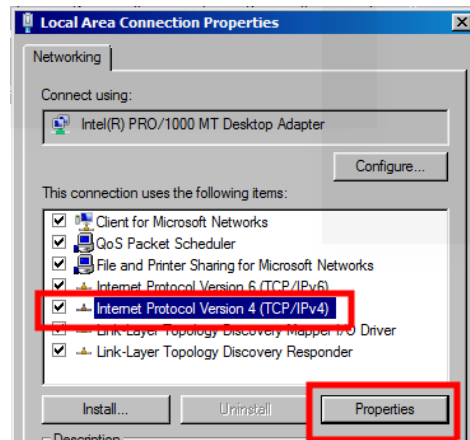 Local Area Connection Properties
Networking
Connect using:
Intel(R) PRO/1000 MT Desktop Adapter
Configure...
This connection uses the following items:
Client for Microsoft Networks
QoS Packet Scheduler
File and Printer Sharing for Microsoft Networks
Internet Protocol Version 6 (TCP/IPv6)
Internet Protocol Version 4 (TCP/IPv4)
Link-Layer Topology Discovery Mapper I/O Driver
Link-Layer Topology Discovery Responder
Install... Uninstall Properties
Description